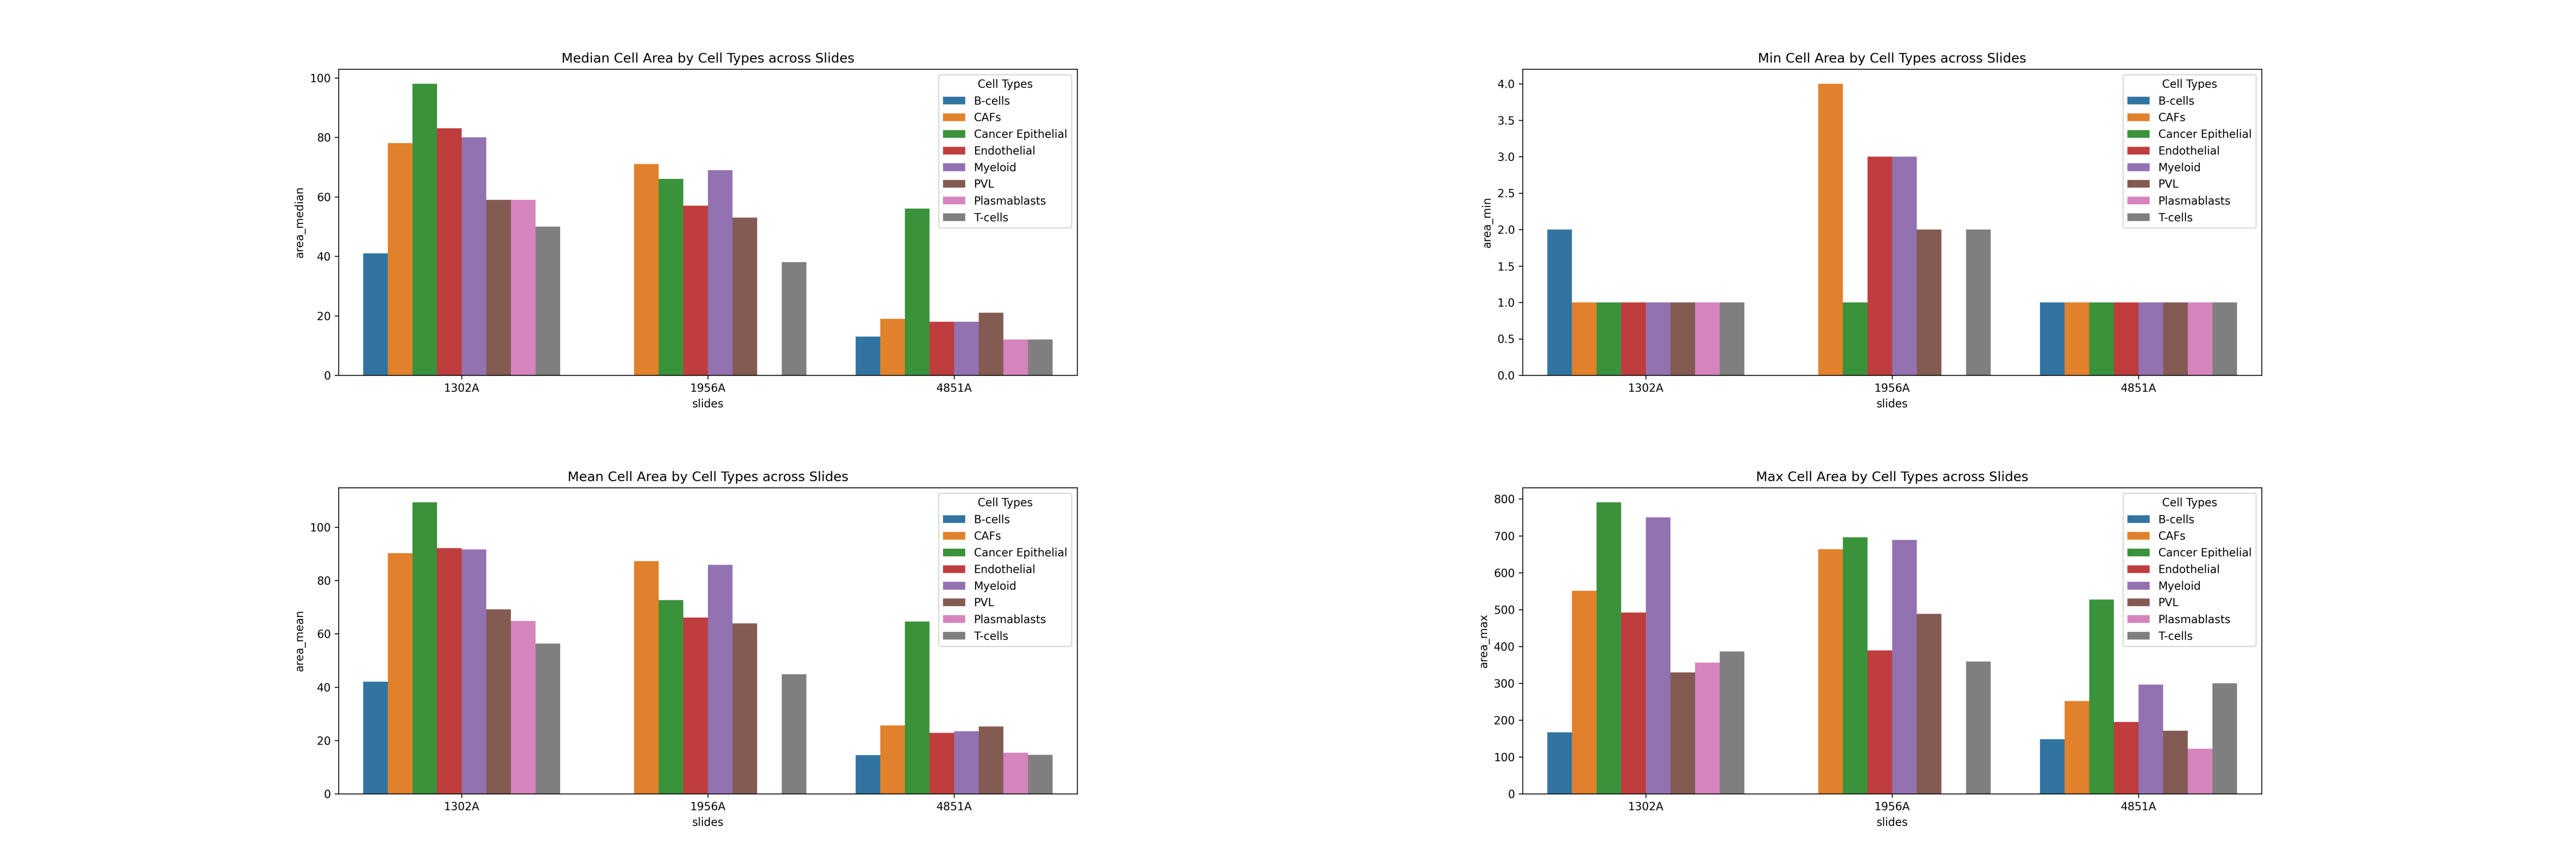 Median Cell Area by Cell Types across Slides
area_median
100
80
60
40
20
0
Cell Types
B-cells
CAFs
Cancer Epithelial
Endothelial
Myeloid
PVL
Plasmablasts
T-cells
1302A 1956A 4851A
slides
Min Cell Area by Cell Types across Slides
area_min
4.0
3.5
3.0
2.5
2.0
1.5
1.0
0.5
0.0
Cell Types
B-cells
CAFs
Cancer Epithelial
Endothelial
Myeloid
PVL
Plasmablasts
T-cells
1302A 1956A 4851A
slides
Mean Cell Area by Cell Types across Slides
area_mean
100
80
60
40
20
0
Cell Types
B-cells
CAFs
Cancer Epithelial
Endothelial
Myeloid
PVL
Plasmablasts
T-cells
1302A 1956A 4851A
slides
Max Cell Area by Cell Types across Slides
area_max
800
700
600
500
400
300
200
100
0
Cell Types
B-cells
CAFs
Cancer Epithelial
Endothelial
Myeloid
PVL
Plasmablasts
T-cells
1302A 1956A 4851A
slides